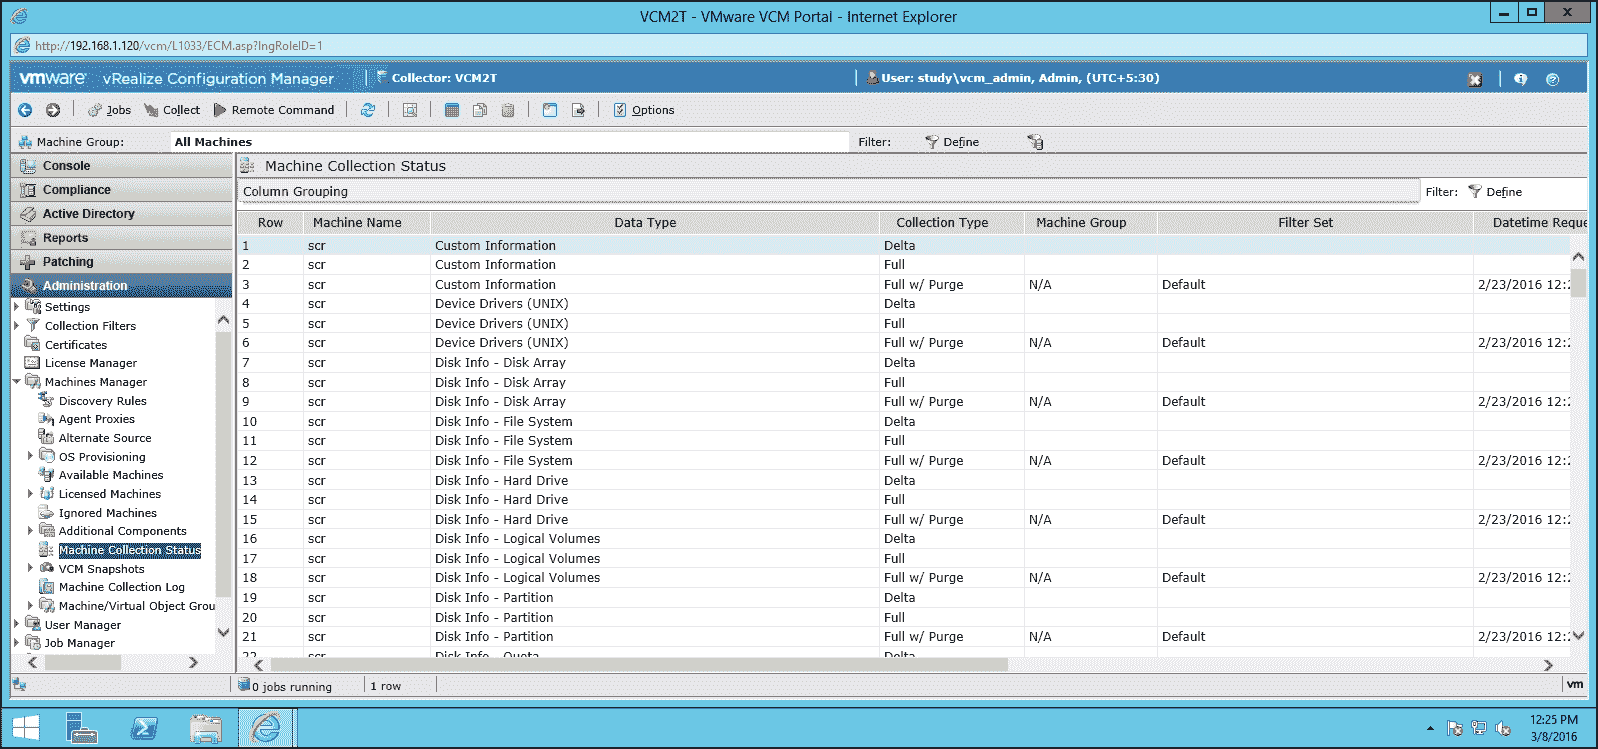 VCM2T - VMware VCM Portal - Internet Explorer
http://192.168.1.120/vcm/L1033/ECM.asp?lngRoleID=1
vmware vRealize Configuration Manager Collector: VCM2T User: study\vcm_admin, Admin, (UTC+5:30)
Jobs Collect Remote Command Options
Machine Group: All Machines Filter: Define
Console
Compliance
Active Directory
Reports
Patching
Administration
Settings
Collection Filters
Certificates
License Manager
Machines Manager
Discovery Rules
Agent Proxies
Alternate Source
OS Provisioning
Available Machines
Licensed Machines
Ignored Machines
Additional Components
Machine Collection Status
VCM Snapshots
Machine Collection Log
Machine/Virtual Object Grou
User Manager
Job Manager
Machine Collection Status
Column Grouping Filter: Define
Row Machine Name Data Type Collection Type Machine Group Filter Set Datetime Reque
1 scr Custom Information Delta
2 scr Custom Information Full
3 scr Custom Information Full w/ Purge N/A Default 2/23/2016 12:2
4 scr Device Drivers (UNIX) Delta
5 scr Device Drivers (UNIX) Full
6 scr Device Drivers (UNIX) Full w/ Purge N/A Default 2/23/2016 12:2
7 scr Disk Info - Disk Array Delta
8 scr Disk Info - Disk Array Full
9 scr Disk Info - Disk Array Full w/ Purge N/A Default 2/23/2016 12:2
10 scr Disk Info - File System Delta
11 scr Disk Info - File System Full
12 scr Disk Info - File System Full w/ Purge N/A Default 2/23/2016 12:2
13 scr Disk Info - Hard Drive Delta
14 scr Disk Info - Hard Drive Full
15 scr Disk Info - Hard Drive Full w/ Purge N/A Default 2/23/2016 12:2
16 scr Disk Info - Logical Volumes Delta
17 scr Disk Info - Logical Volumes Full
18 scr Disk Info - Logical Volumes Full w/ Purge N/A Default 2/23/2016 12:2
19 scr Disk Info - Partition Delta
20 scr Disk Info - Partition Full
21 scr Disk Info - Partition Full w/ Purge N/A Default 2/23/2016 12:2
22 scr Disk Info - Quota Delta
0 jobs running 1 row vm
12:25 PM
3/8/2016